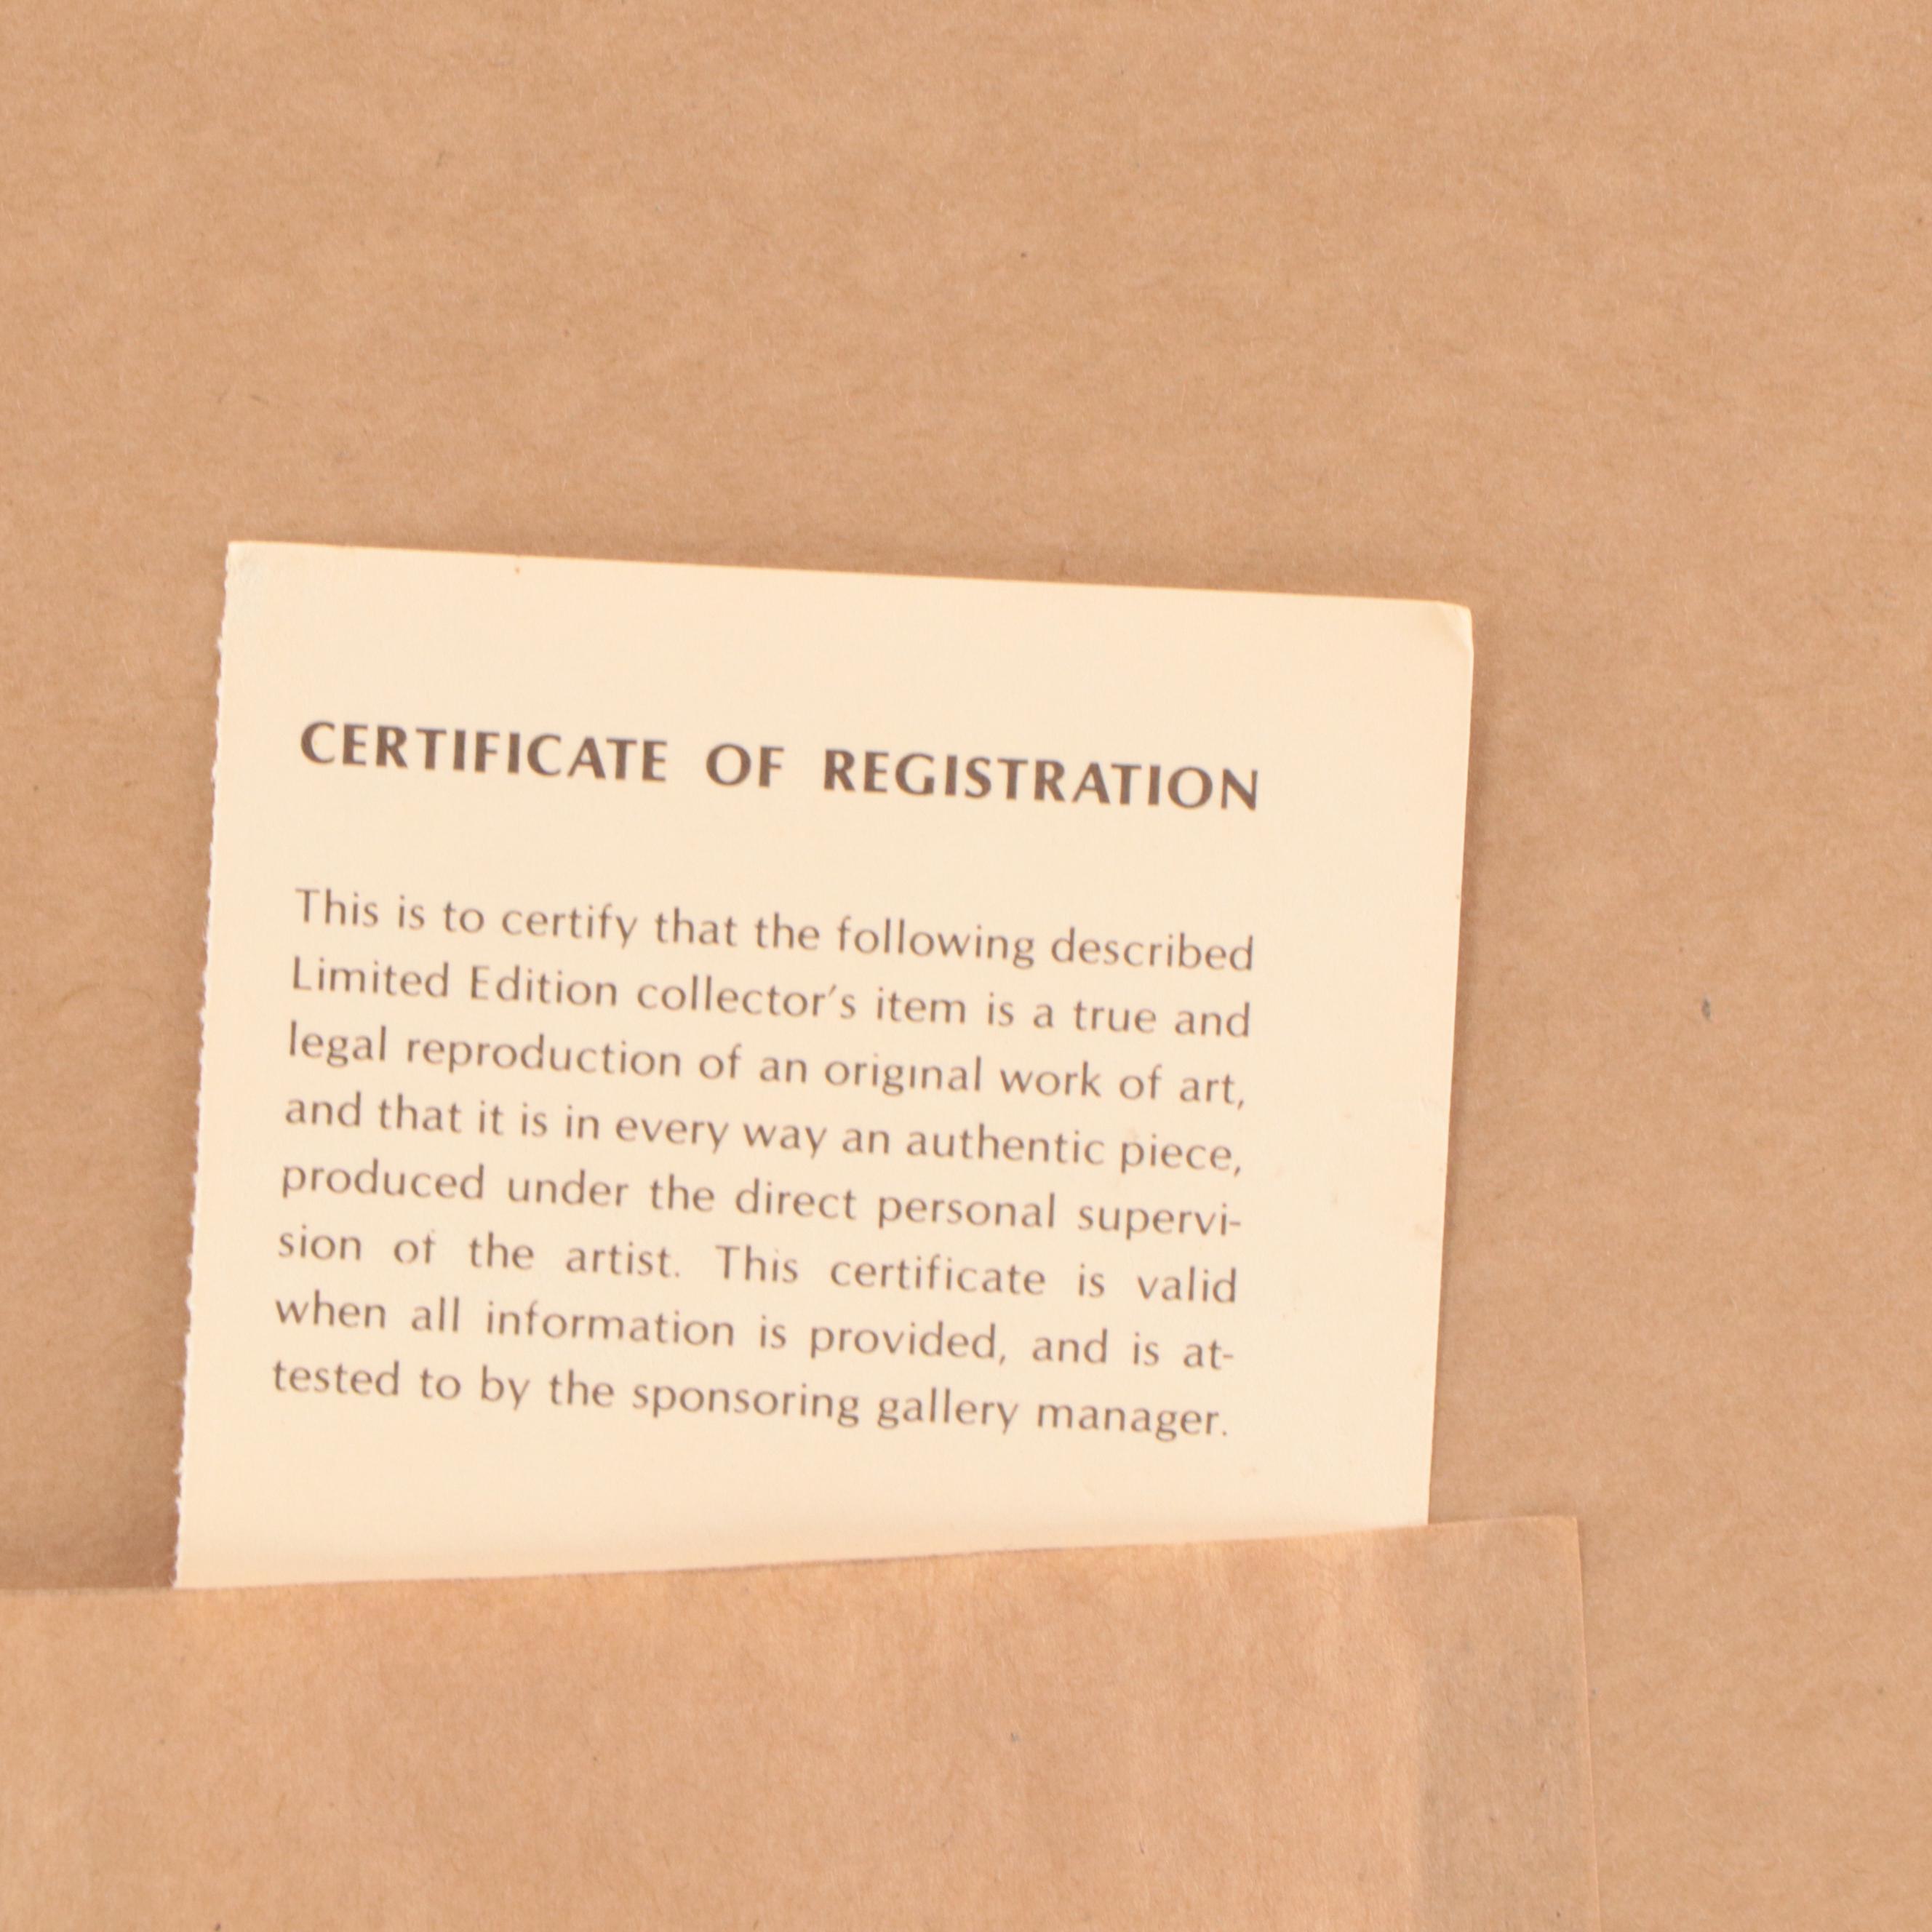 CERTIFICATE OF REGISTRATION
This is to certify that the following described
Limited Edition collector's item is a true and
legal reproduction of an original work of art,
and that it is in every way an authentic piece,
produced under the direct personal supervi-
sion of the artist. This certificate is valid
when all information is provided, and is at-
tested to by the sponsoring gallery manager.